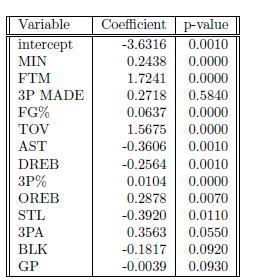 Variable Coefficient p-value
intercept -3.6316 0.0010
MIN 0.2438 0.0000
FTM 1.7241 0.0000
3P MADE 0.2718 0.5840
FG% 0.0637 0.0000
TOV 1.5675 0.0000
AST -0.3606 0.0010
DREB -0.2564 0.0010
3P% 0.0104 0.0000
OREB 0.2878 0.0070
STL -0.3920 0.0110
3PA 0.3563 0.0550
BLK -0.1817 0.0920
GP -0.0039 0.0930